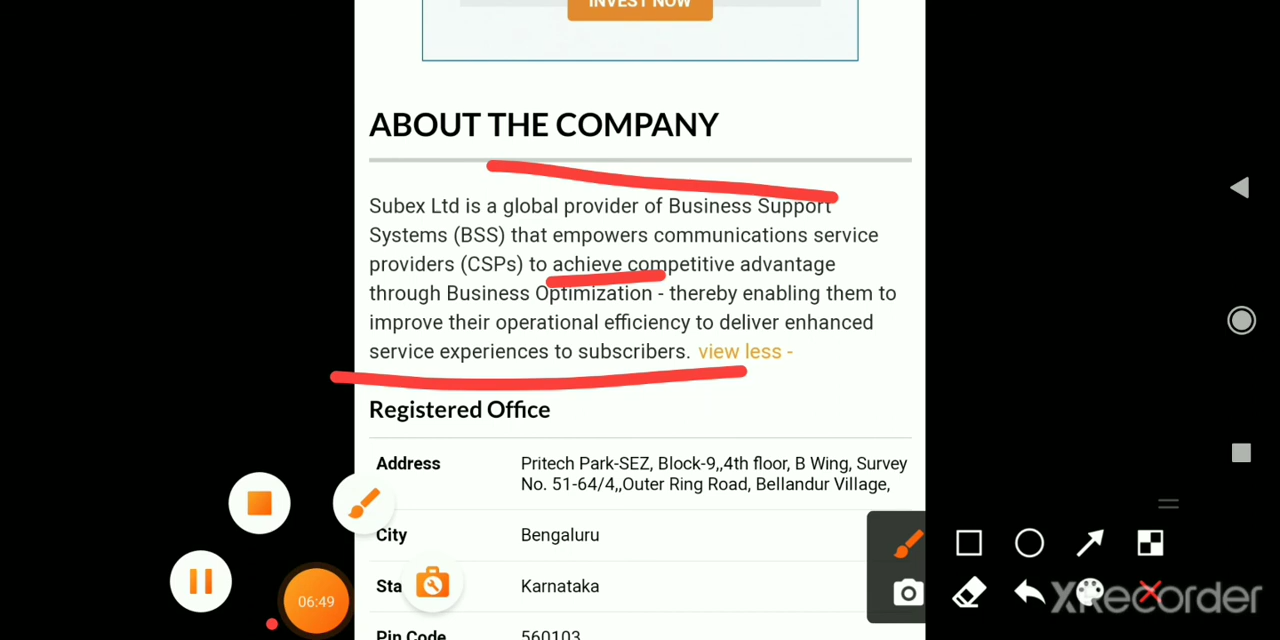 INVEST NOW
ABOUT THE COMPANY
Subex Ltd is a global provider of Business Support
Systems (BSS) that empowers communications service
providers (CSPs) to achieve competitive advantage
through Business Optimization - thereby enabling them to
improve their operational efficiency to deliver enhanced
service experiences to subscribers. view less -
Registered Office
Address Pritech Park-SEZ, Block-9,,4th floor, B Wing, Survey
No. 51-64/4,,Outer Ring Road, Bellandur Village,
City Bengaluru
Sta Karnataka
Pin Code 560103
06:49
XRecorder